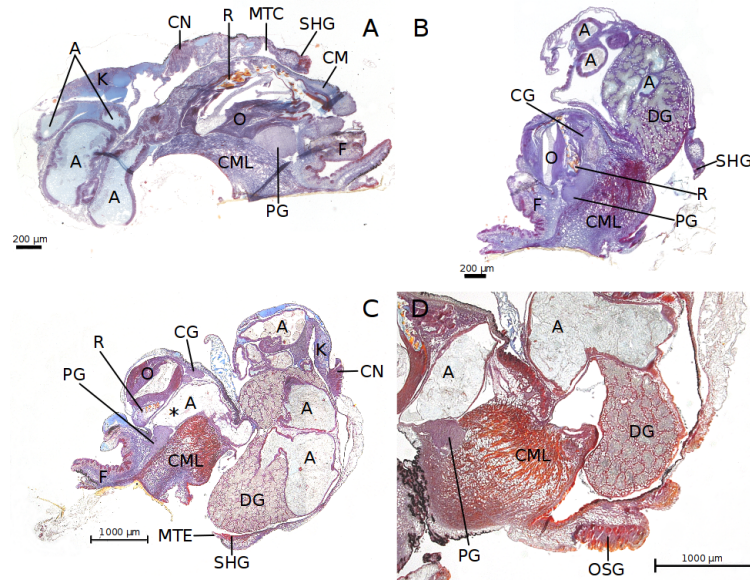 CN R MTC SHG A
A K CM
O
A A CML F
PG
200 µm
B
A
A
A
CG DG
O SHG
R
F CML PG
200 µm
C
CG A K
R O CN
PG
* A A
A
CML
F DG
MTE
SHG
1000 µm
D
A
A
DG
CML
PG
OSG
1000 µm